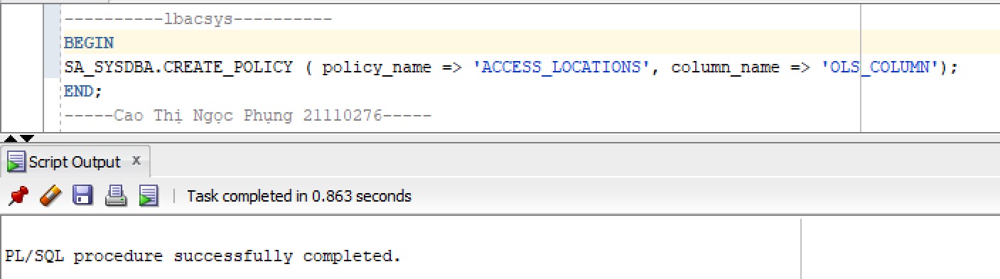 ----------lbacsys----------
BEGIN
SA_SYSDBA.CREATE_POLICY ( policy_name => 'ACCESS_LOCATIONS', column_name => 'OLS_COLUMN');
END;
-----Cao Thị Ngọc Phụng 21110276-----
Script Output x
Task completed in 0.863 seconds
PL/SQL procedure successfully completed.